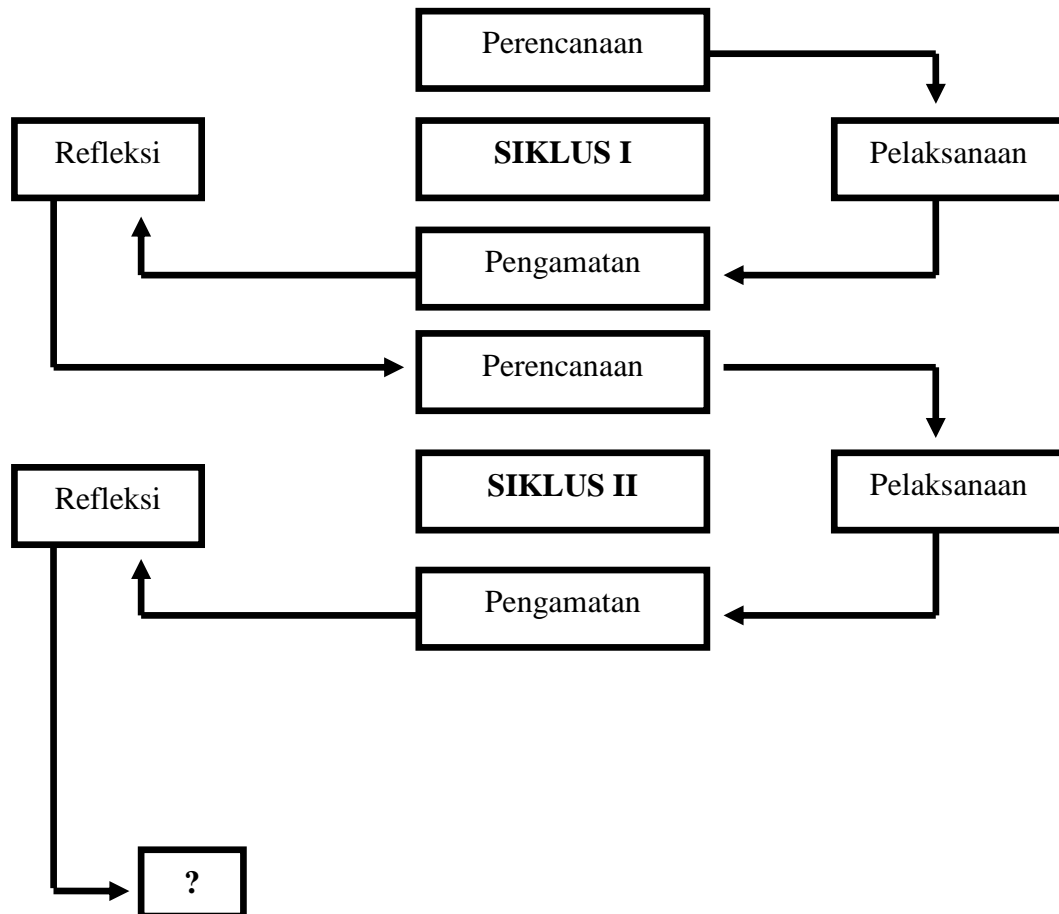 Perencanaan
Refleksi
SIKLUS I
Pelaksanaan
Pengamatan
Perencanaan
Refleksi
SIKLUS II
Pelaksanaan
Pengamatan
?